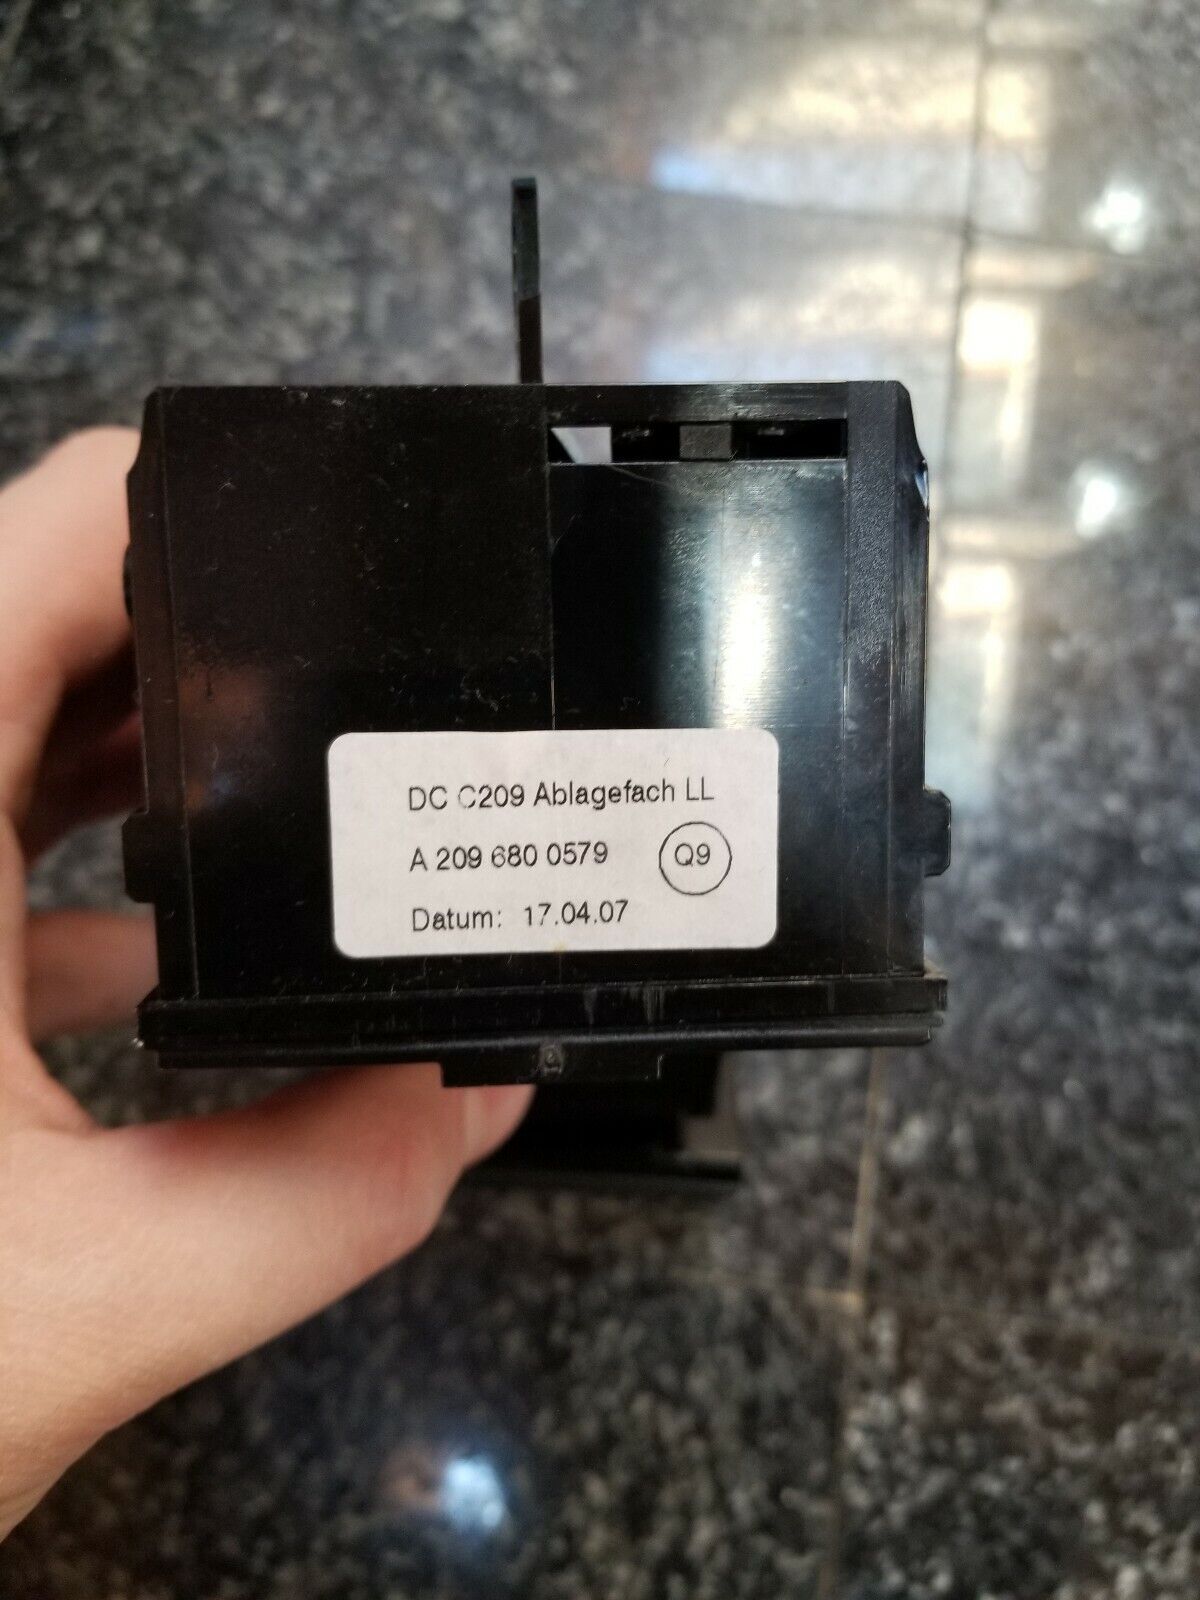 DC C209 Ablagefach LL
A 209 680 0579 Q9
Datum: 17.04.07